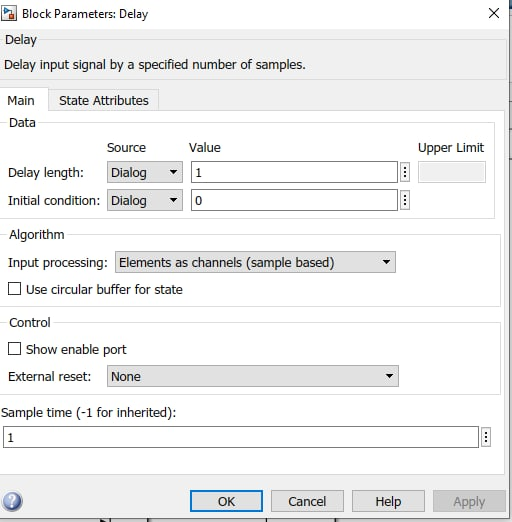 Block Parameters: Delay
Delay
Delay input signal by a specified number of samples.
Main State Attributes
Data
Source Value Upper Limit
Delay length: Dialog 1
Initial condition: Dialog 0
Algorithm
Input processing: Elements as channels (sample based)
Use circular buffer for state
Control
Show enable port
External reset: None
Sample time (-1 for inherited):
1
? OK Cancel Help Apply